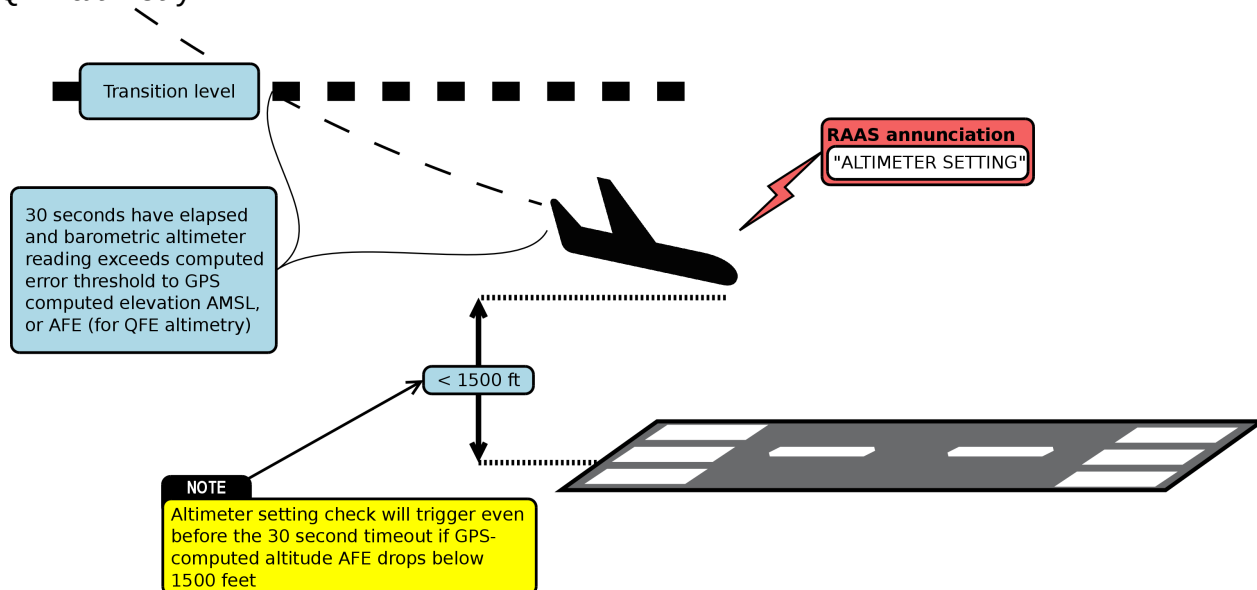 Transition level
RAAS annunciation
"ALTIMETER SETTING"
30 seconds have elapsed
and barometric altimeter
reading exceeds computed
error threshold to GPS
computed elevation AMSL,
or AFE (for QFE altimetry)
< 1500 ft
NOTE
Altimeter setting check will trigger even
before the 30 second timeout if GPS-
computed altitude AFE drops below
1500 feet